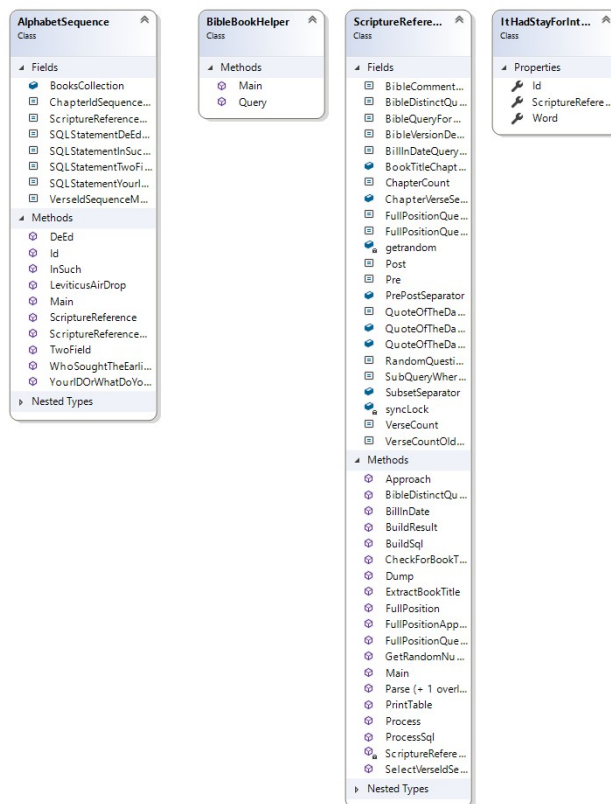 AlphabetSequence
Class
Fields
BooksCollection
ChapterIdSequence...
ScriptureReference...
SQLStatementDeEd...
SQLStatementInSuc...
SQLStatementTwoFi...
SQLStatementYourI...
VerseIdSequenceM...
Methods
DeEd
Id
InSuch
LeviticusAirDrop
Main
ScriptureReference
ScriptureReference...
TwoField
WhoSoughtTheEarli...
YourIDOrWhatDoYo...
Nested Types
BibleBookHelper
Class
Methods
Main
Query
ScriptureRefere...
Class
Fields
BibleComment...
BibleDistinctQu...
BibleQueryFor...
BibleVersionDe...
BillInDateQuery...
BookTitleChapt...
ChapterCount
ChapterVerseSe...
FullPositionQue...
FullPositionQue...
getrandom
Post
Pre
PrePostSeparator
QuoteOfTheDa...
QuoteOfTheDa...
QuoteOfTheDa...
RandomQuesti...
SubQueryWher...
SubsetSeparator
syncLock
VerseCount
VerseCountOld...
Methods
Approach
BibleDistinctQu...
BillInDate
BuildResult
BuildSql
CheckForBookT...
Dump
ExtractBookTitle
FullPosition
FullPositionApp...
FullPositionQue...
GetRandomNu...
Main
Parse (+ 1 overl...
PrintTable
Process
ProcessSql
ScriptureRefere...
SelectVerseIdSe...
Nested Types
ItHadStayForInt...
Class
Properties
Id
ScriptureRefere...
Word